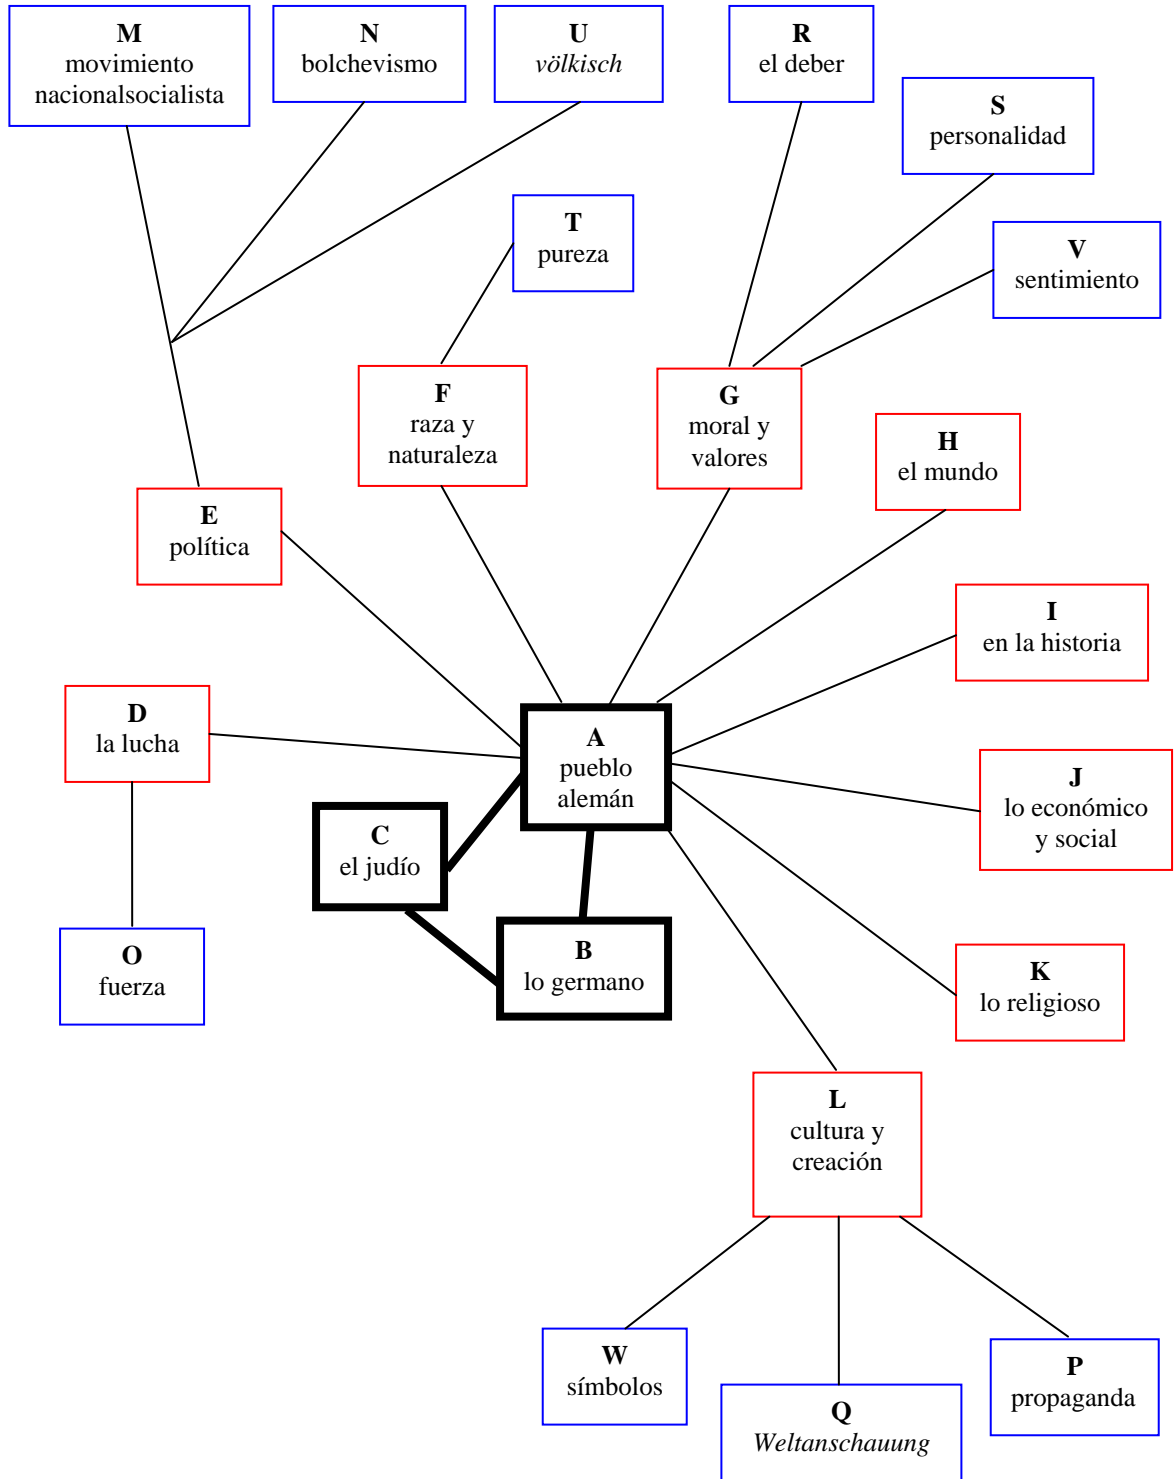 M
movimiento
nacionalsocialista
N
bolchevismo
U
völkisch
R
el deber
S
personalidad
T
pureza
V
sentimiento
F
raza y
naturaleza
G
moral y
valores
H
el mundo
E
política
I
en la historia
D
la lucha
A
pueblo
alemán
J
lo económico
y social
C
el judío
B
lo germano
O
fuerza
K
lo religioso
L
cultura y
creación
W
símbolos
Q
Weltanschauung
P
propaganda